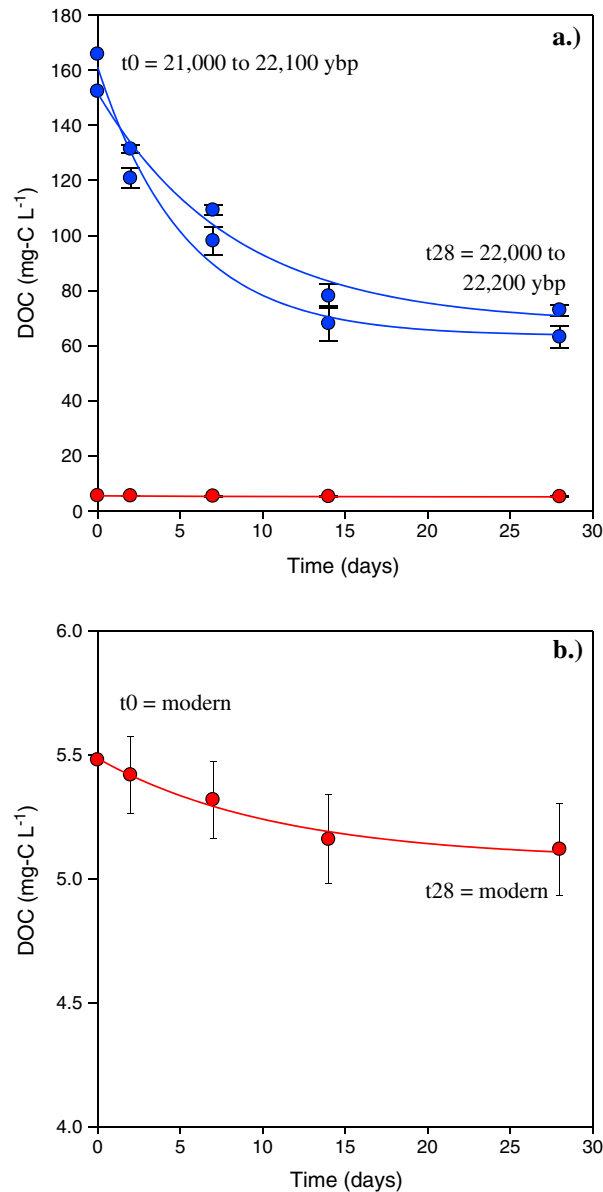 a.)
t0 = 21,000 to 22,100 ybp
t28 = 22,000 to
22,200 ybp
180
160
140
120
100
80
60
40
20
0
DOC (mg-C L⁻¹)
0 5 10 15 20 25 30
Time (days)
b.)
t0 = modern
t28 = modern
6.0
5.5
5.0
4.5
4.0
DOC (mg-C L⁻¹)
0 5 10 15 20 25 30
Time (days)